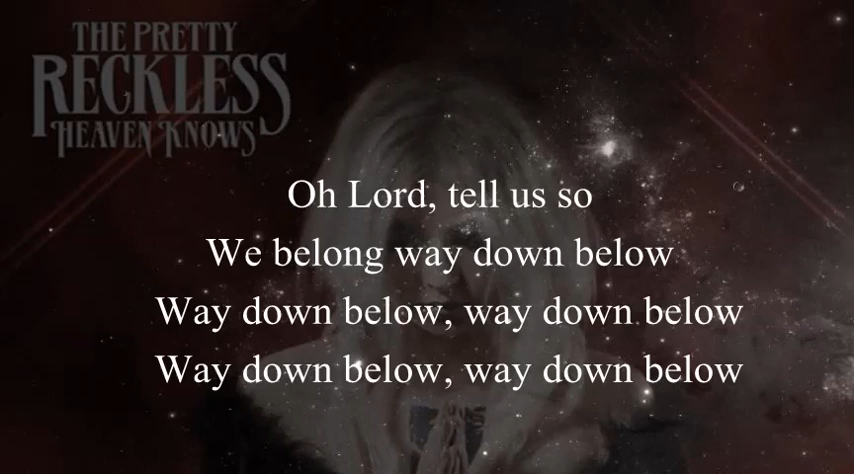 THE PRETTY
RECKLESS
HEAVEN KNOWS
Oh Lord, tell us so
We belong way down below
Way down below, way down below
Way down below, way down below